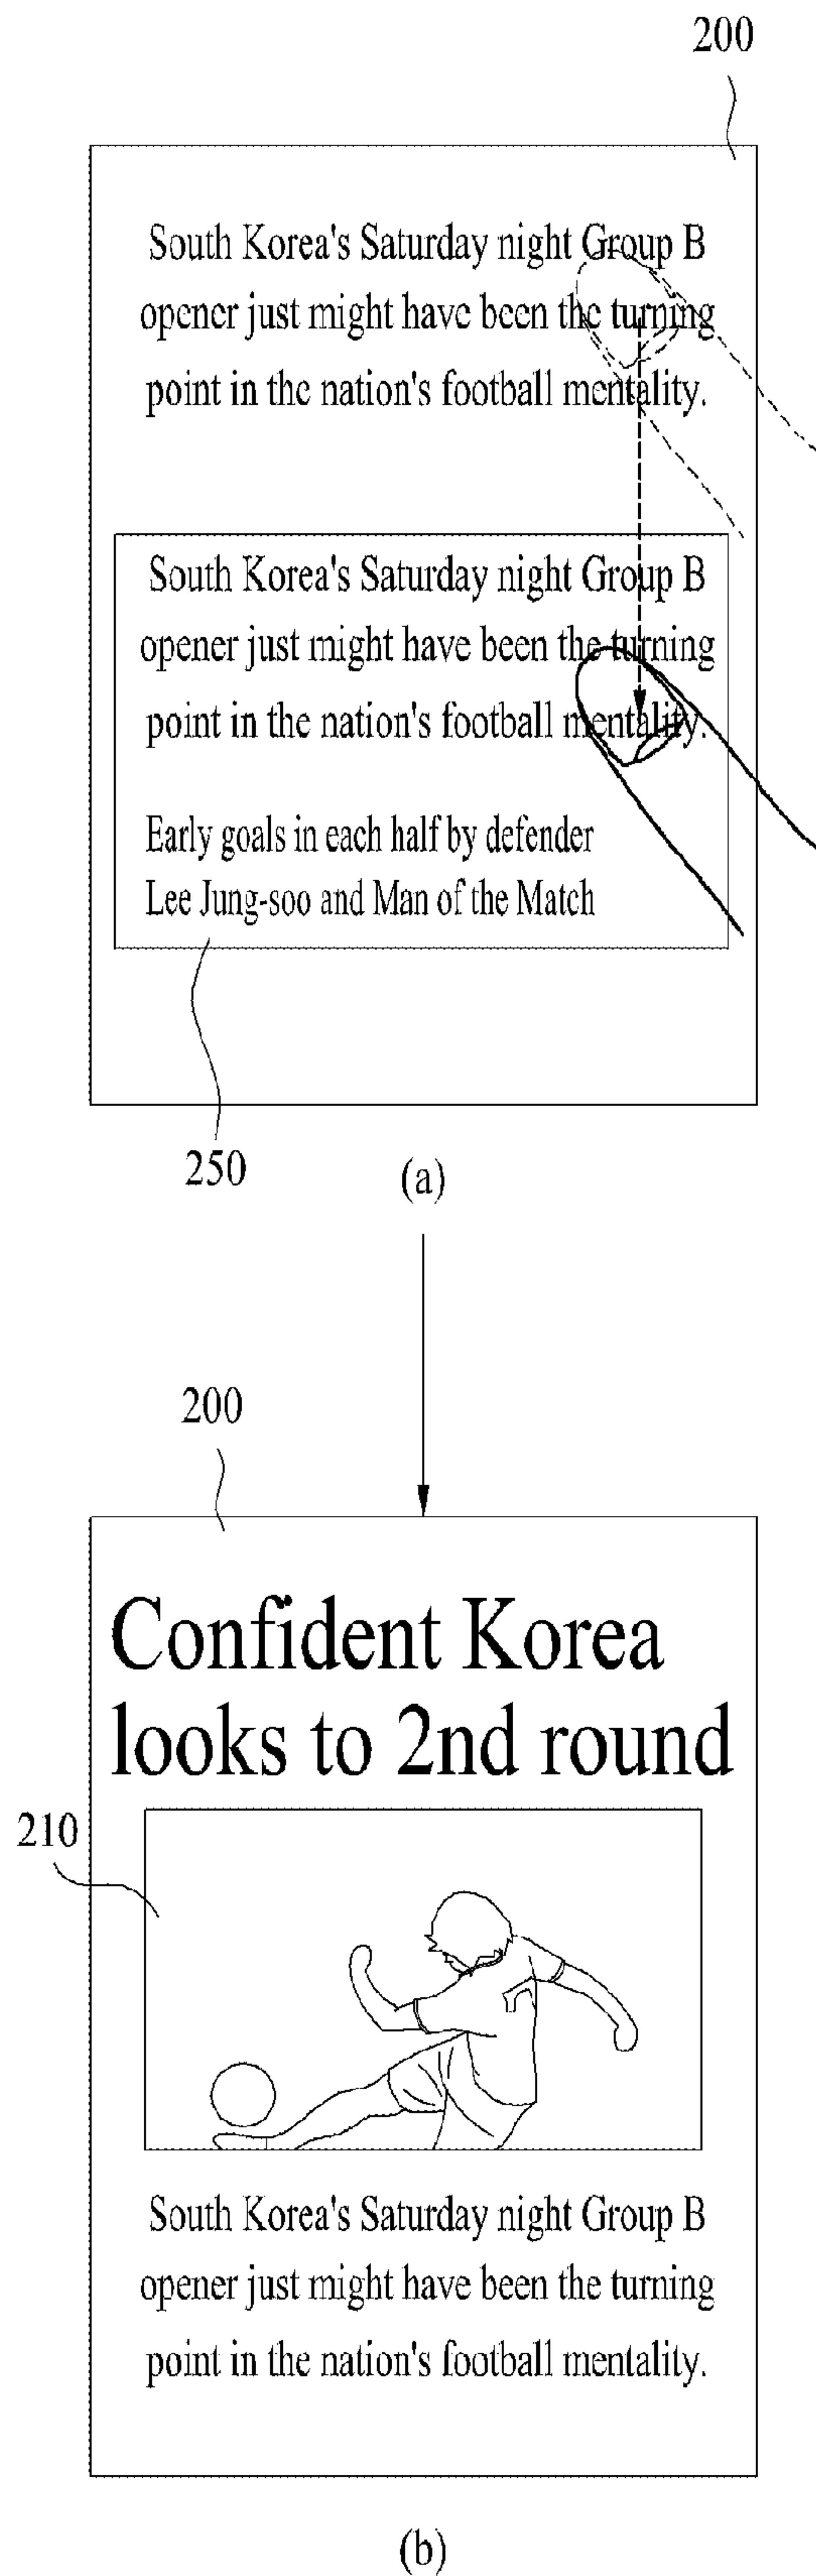 200
South Korea's Saturday night Group B
opener just might have been the turning
point in the nation's football mentality.
South Korea's Saturday night Group B
opener just might have been the turning
point in the nation's football mentality.
Early goals in each half by defender
Lee Jung-soo and Man of the Match
250
(a)
200
Confident Korea
looks to 2nd round
210
7
South Korea's Saturday night Group B
opener just might have been the turning
point in the nation's football mentality.
(b)